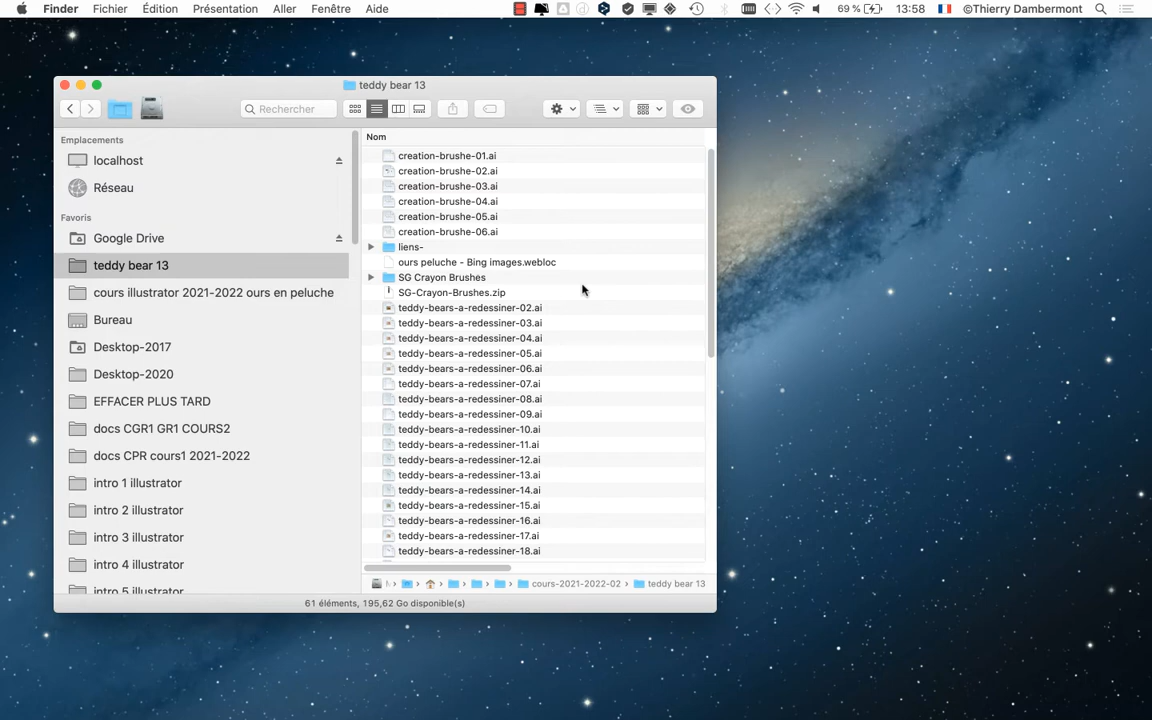 Finder Fichier Édition Présentation Aller Fenêtre Aide 69 % 13:58 ©Thierry Dambermont
teddy bear 13
Rechercher
Emplacements
localhost
Réseau
Favoris
Google Drive
teddy bear 13
cours illustrator 2021-2022 ours en peluche
Bureau
Desktop-2017
Desktop-2020
EFFACER PLUS TARD
docs CGR1 GR1 COURS2
docs CPR cours1 2021-2022
intro 1 illustrator
intro 2 illustrator
intro 3 illustrator
intro 4 illustrator
intro 5 illustrator
Nom
creation-brushe-01.ai
creation-brushe-02.ai
creation-brushe-03.ai
creation-brushe-04.ai
creation-brushe-05.ai
creation-brushe-06.ai
liens-
ours peluche - Bing images.webloc
SG Crayon Brushes
SG-Crayon-Brushes.zip
teddy-bears-a-redessiner-02.ai
teddy-bears-a-redessiner-03.ai
teddy-bears-a-redessiner-04.ai
teddy-bears-a-redessiner-05.ai
teddy-bears-a-redessiner-06.ai
teddy-bears-a-redessiner-07.ai
teddy-bears-a-redessiner-08.ai
teddy-bears-a-redessiner-09.ai
teddy-bears-a-redessiner-10.ai
teddy-bears-a-redessiner-11.ai
teddy-bears-a-redessiner-12.ai
teddy-bears-a-redessiner-13.ai
teddy-bears-a-redessiner-14.ai
teddy-bears-a-redessiner-15.ai
teddy-bears-a-redessiner-16.ai
teddy-bears-a-redessiner-17.ai
teddy-bears-a-redessiner-18.ai
cours-2021-2022-02 › teddy bear 13
61 éléments, 195,62 Go disponible(s)